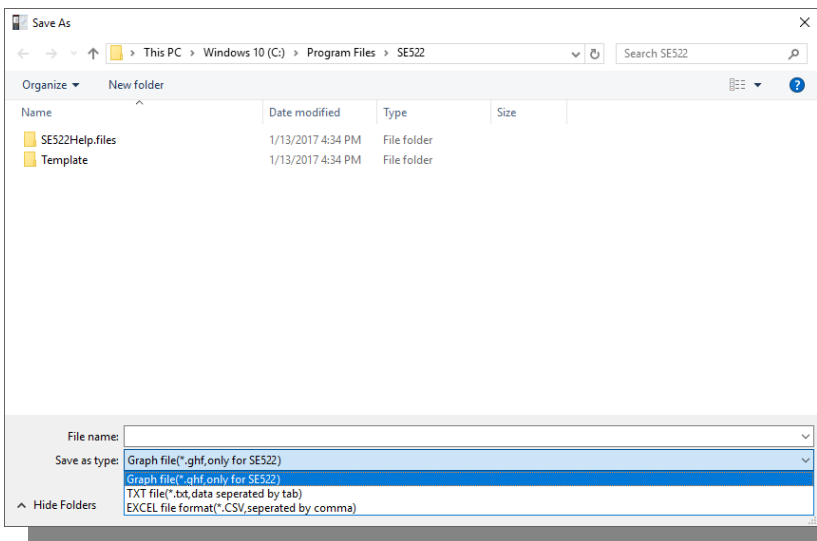 Save As
This PC > Windows 10 (C:) > Program Files > SE522
Search SE522
Organize New folder
Name Date modified Type Size
SE522Help.files 1/13/2017 4:34 PM File folder
Template 1/13/2017 4:34 PM File folder
File name:
Save as type: Graph file(*.ghf,only for SE522)
Graph file(*.ghf,only for SE522)
TXT file(*.txt,data seperated by tab)
EXCEL file format(*.CSV,seperated by comma)
Hide Folders